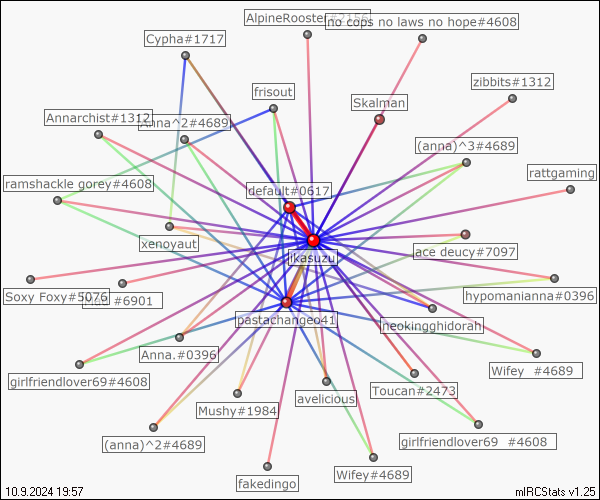 AlpineRooster#2156
no cops no laws no hope#4608
Cypha#1717
zibbits#1312
frisout
Skalman
Annarchist#1312
Anna^2#4689
(anna)^3#4689
rattgaming
ramshackle gorey#4608
default#0617
xenoyaut
jikasuzu
ace deucy#7097
Soxy Foxy#5076
#6901
hypomanianna#0396
pastachangeo41
neokingghidorah
Anna.#0396
girlfriendlover69#4608
Wifey #4689
Toucan#2473
avelicious
Mushy#1984
(anna)^2#4689
girlfriendlover69 #4608
fakedingo
Wifey#4689
10.9.2024 19:57
mIRCStats v1.25